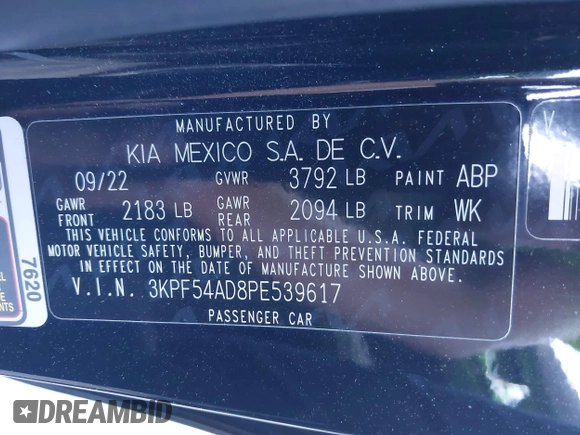 MANUFACTURED BY
KIA MEXICO S.A. DE C.V.
09/22 GVWR 3792 LB PAINT ABP
GAWR FRONT 2183 LB GAWR REAR 2094 LB TRIM WK
THIS VEHICLE CONFORMS TO ALL APPLICABLE U.S.A. FEDERAL
MOTOR VEHICLE SAFETY, BUMPER, AND THEFT PREVENTION STANDARDS
IN EFFECT ON THE DATE OF MANUFACTURE SHOWN ABOVE.
V.I.N. 3KPF54AD8PE539617
PASSENGER CAR
7620
V
DREAMBID